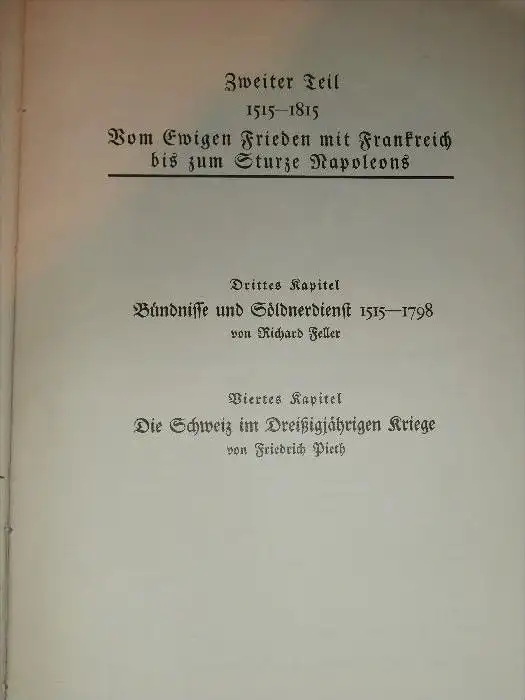 Zweiter Teil
1515—1815
Vom Ewigen Frieden mit Frankreich
bis zum Sturze Napoleons
Drittes Kapitel
Bündnisse und Söldnerdienst 1515—1798
von Richard Feller
Viertes Kapitel
Die Schweiz im Dreißigjährigen Kriege
von Friedrich Pieth